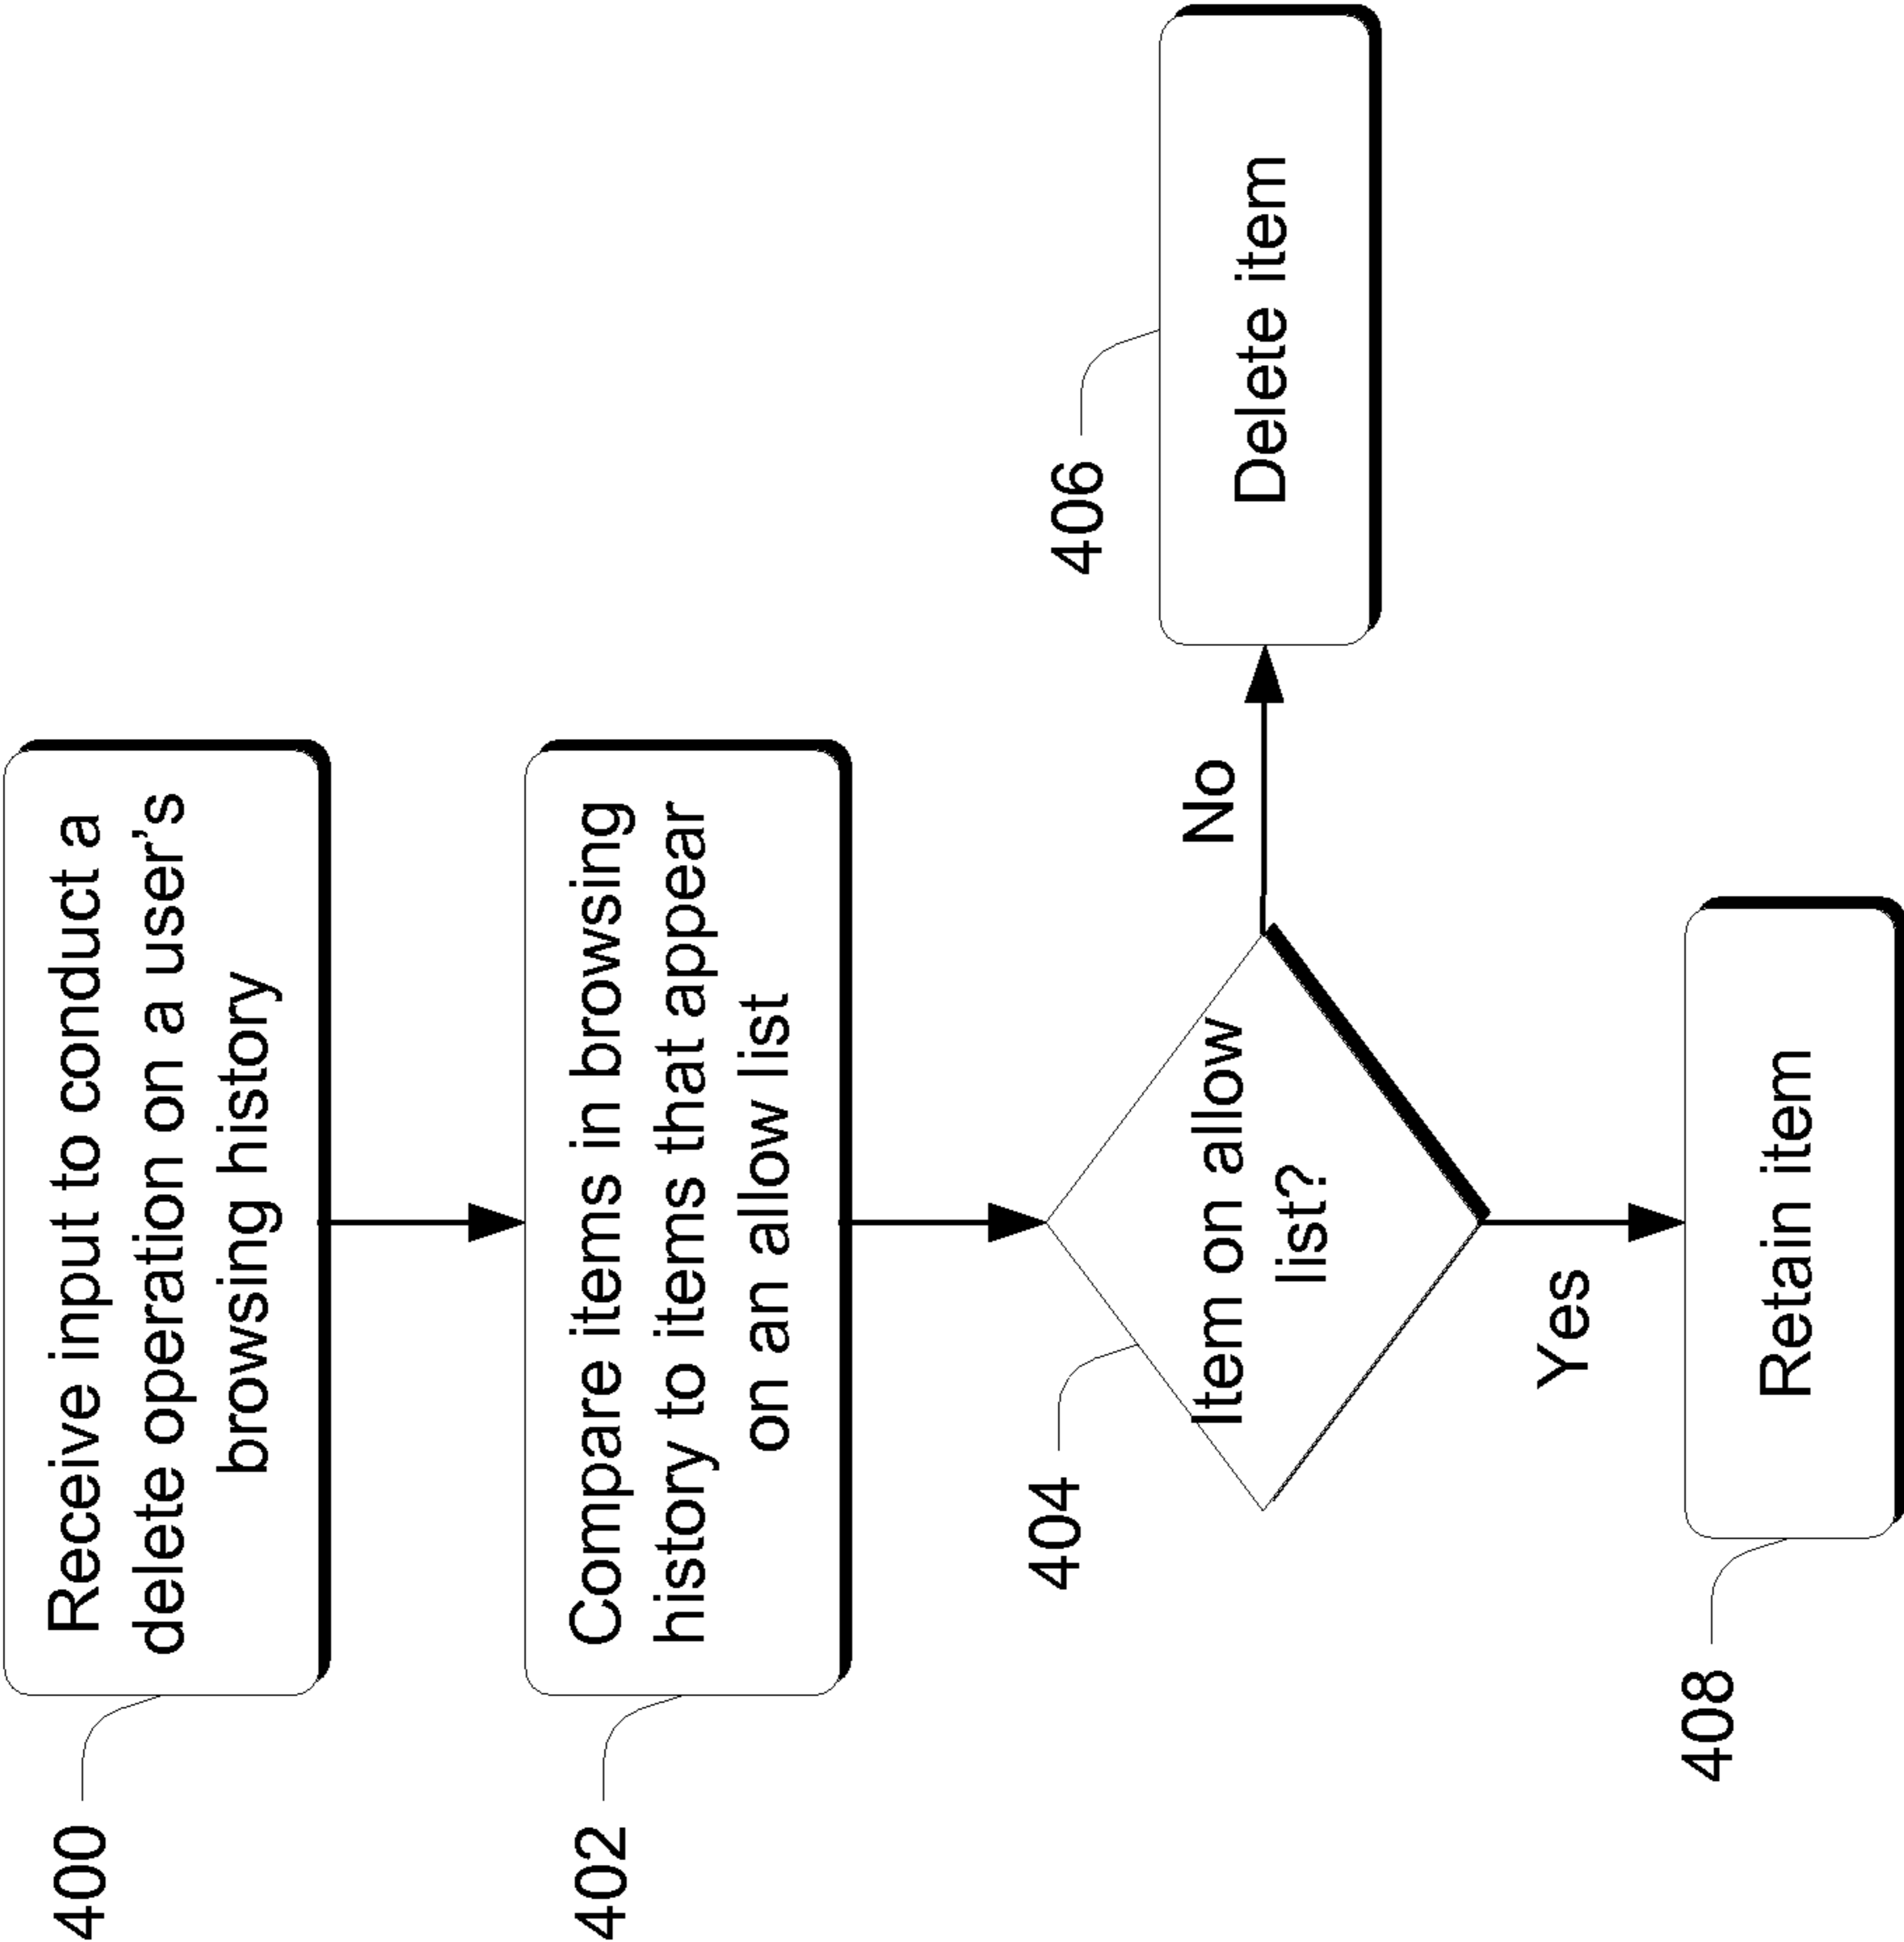 400
Receive input to conduct a
delete operation on a user's
browsing history
402
Compare items in browsing
history to items that appear
on an allow list
404
Item on allow
list?
No
406
Delete item
Yes
408
Retain item